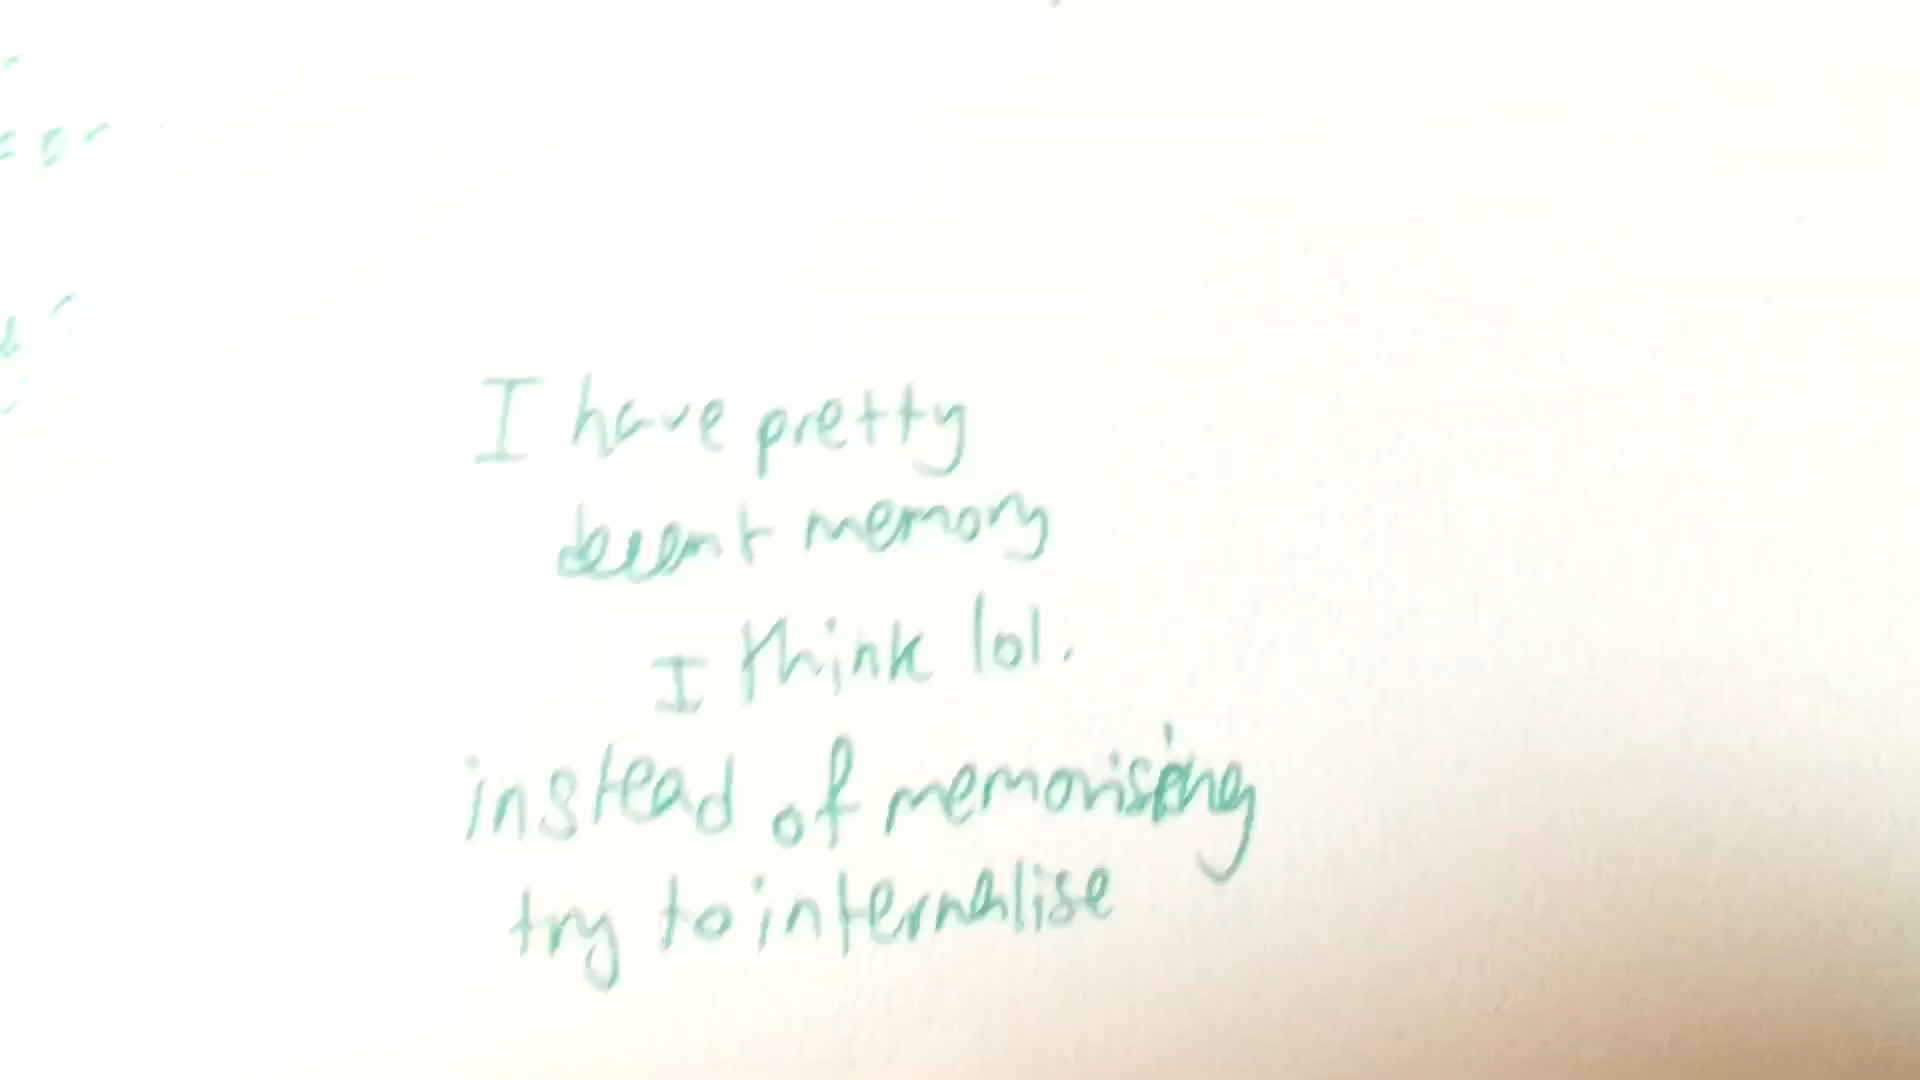 I have pretty
decent memory
I think lol.
instead of memorising
try to internalise